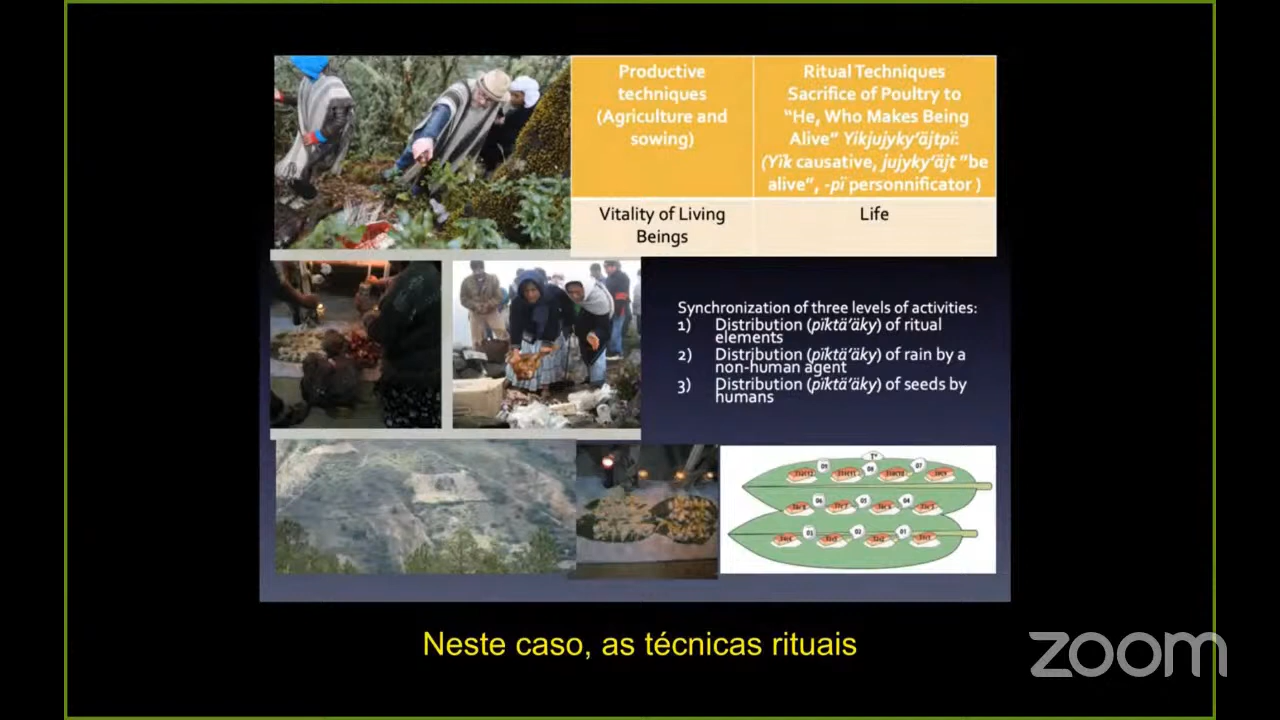 Productive
techniques
(Agriculture and
sowing)
Ritual Techniques
Sacrifice of Poultry to
“He, Who Makes Being
Alive” Yikjujyky’äjtpï:
(Yïk causative, jujyky’äjt ”be
alive”, -pï personnificator )
Vitality of Living
Beings
Life
Synchronization of three levels of activities:
1) Distribution (pïktä’äky) of ritual
elements
2) Distribution (pïktä’äky) of rain by a
non-human agent
3) Distribution (pïktä’äky) of seeds by
humans
Neste caso, as técnicas rituais
zoom